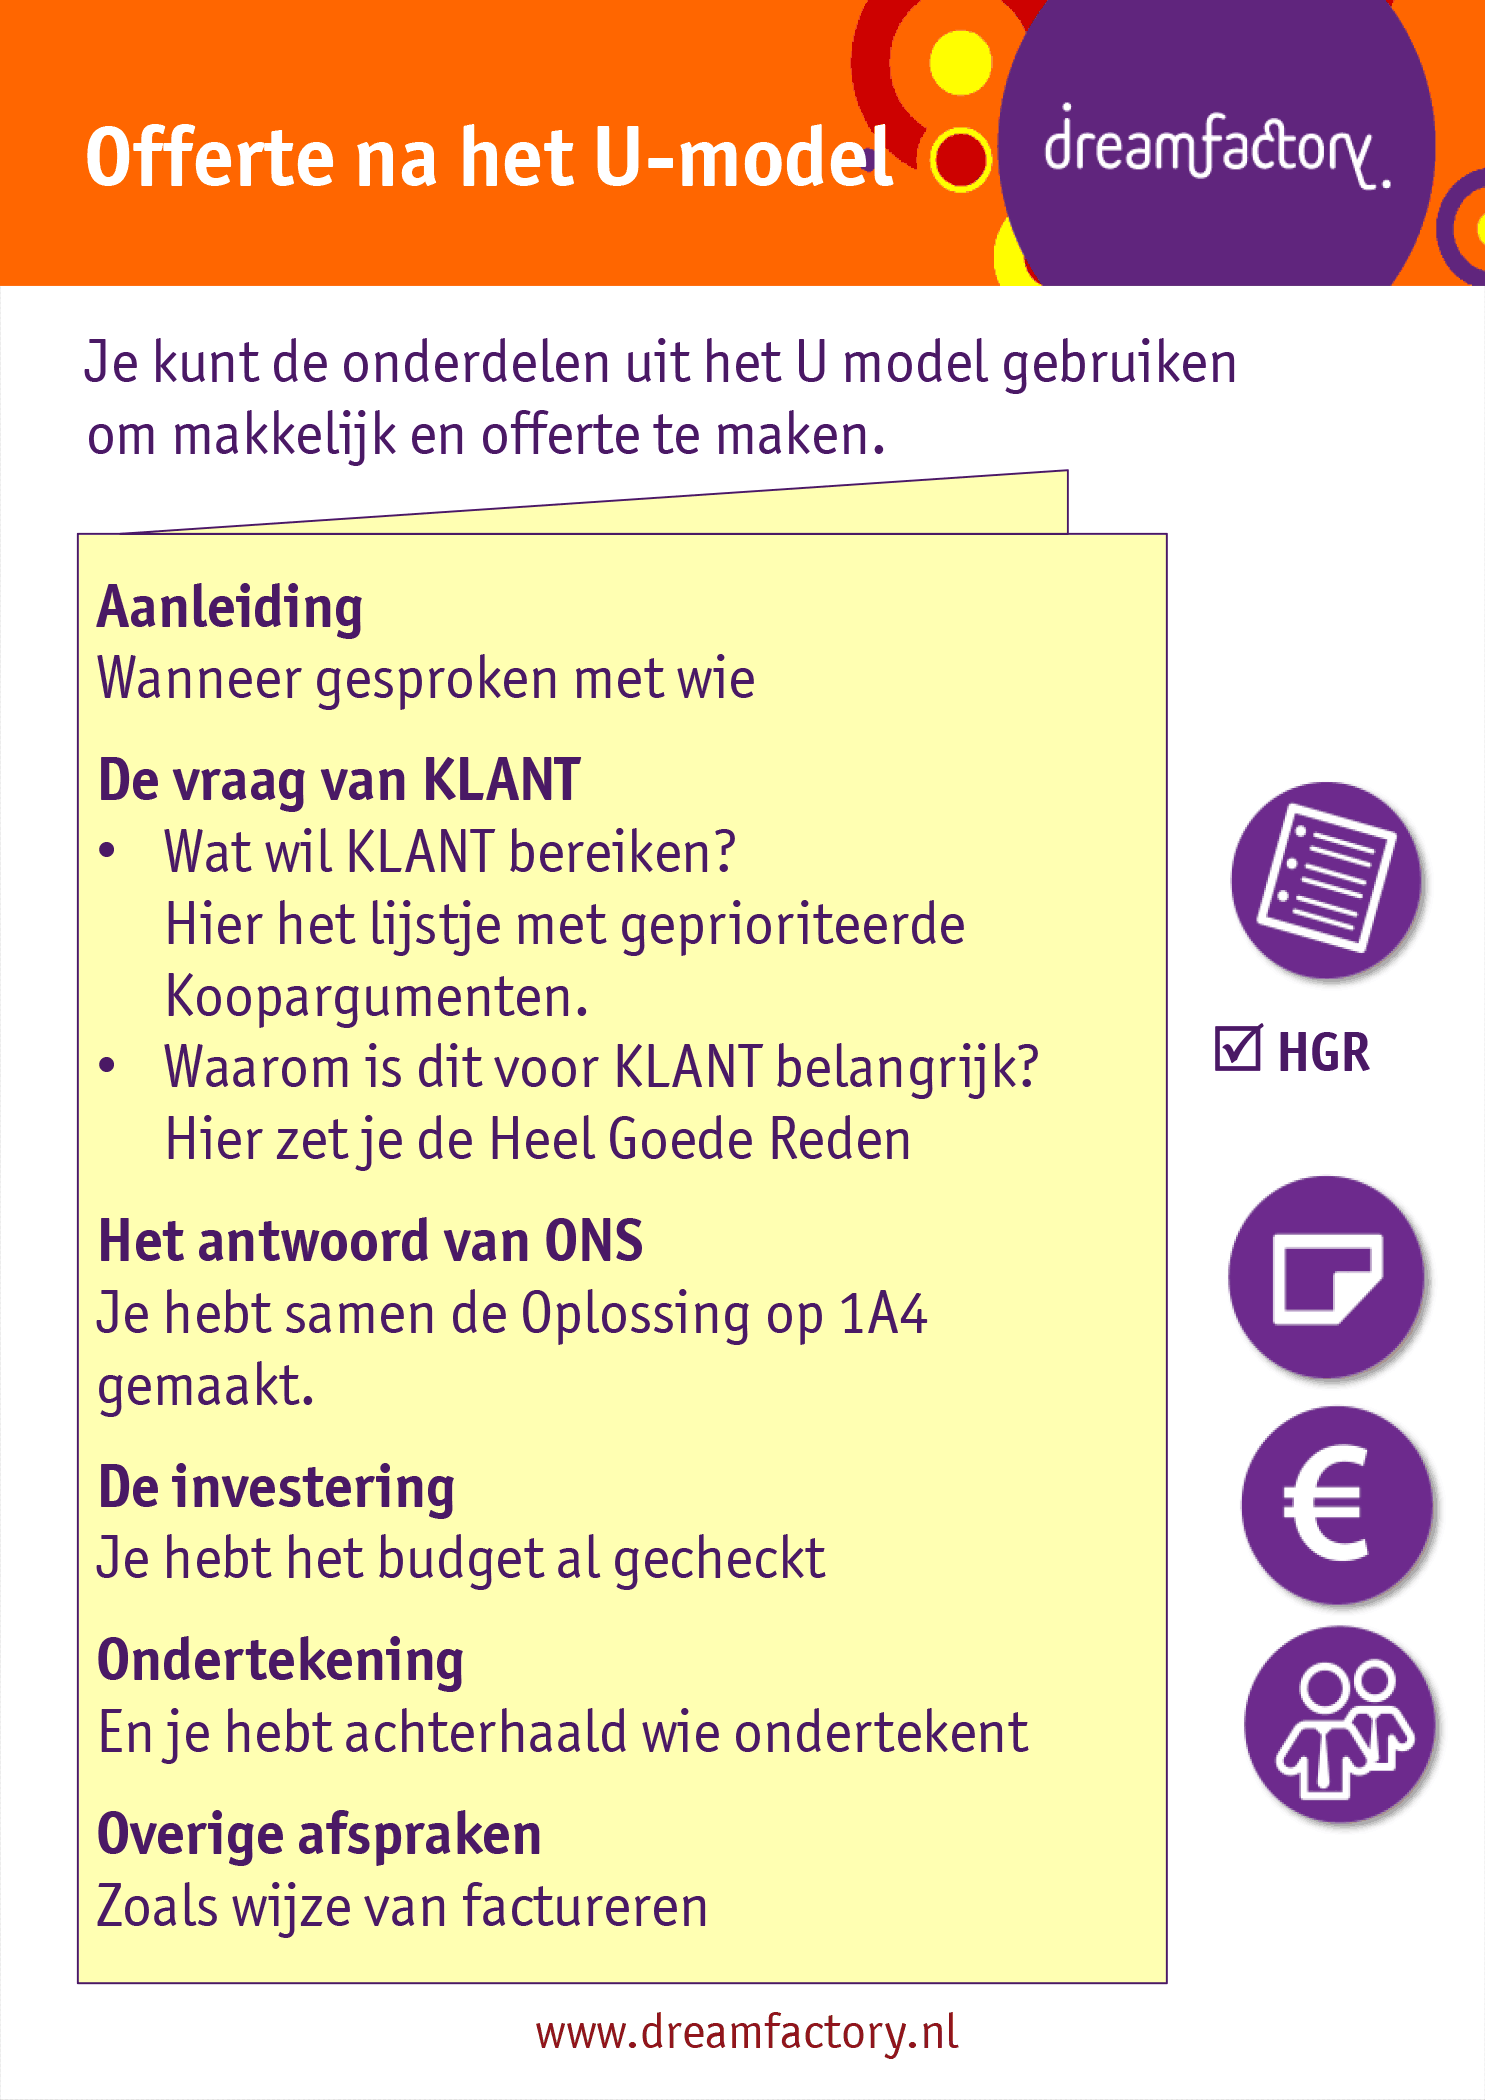 Offerte na het U-model
dreamfactory.
Je kunt de onderdelen uit het U model gebruiken
om makkelijk en offerte te maken.
Aanleiding
Wanneer gesproken met wie
De vraag van KLANT
• Wat wil KLANT bereiken?
Hier het lijstje met geprioriteerde
Koopargumenten.
• Waarom is dit voor KLANT belangrijk?
Hier zet je de Heel Goede Reden
☑ HGR
Het antwoord van ONS
Je hebt samen de Oplossing op 1A4
gemaakt.
De investering
Je hebt het budget al gecheckt
€
Ondertekening
En je hebt achterhaald wie ondertekent
Overige afspraken
Zoals wijze van factureren
www.dreamfactory.nl